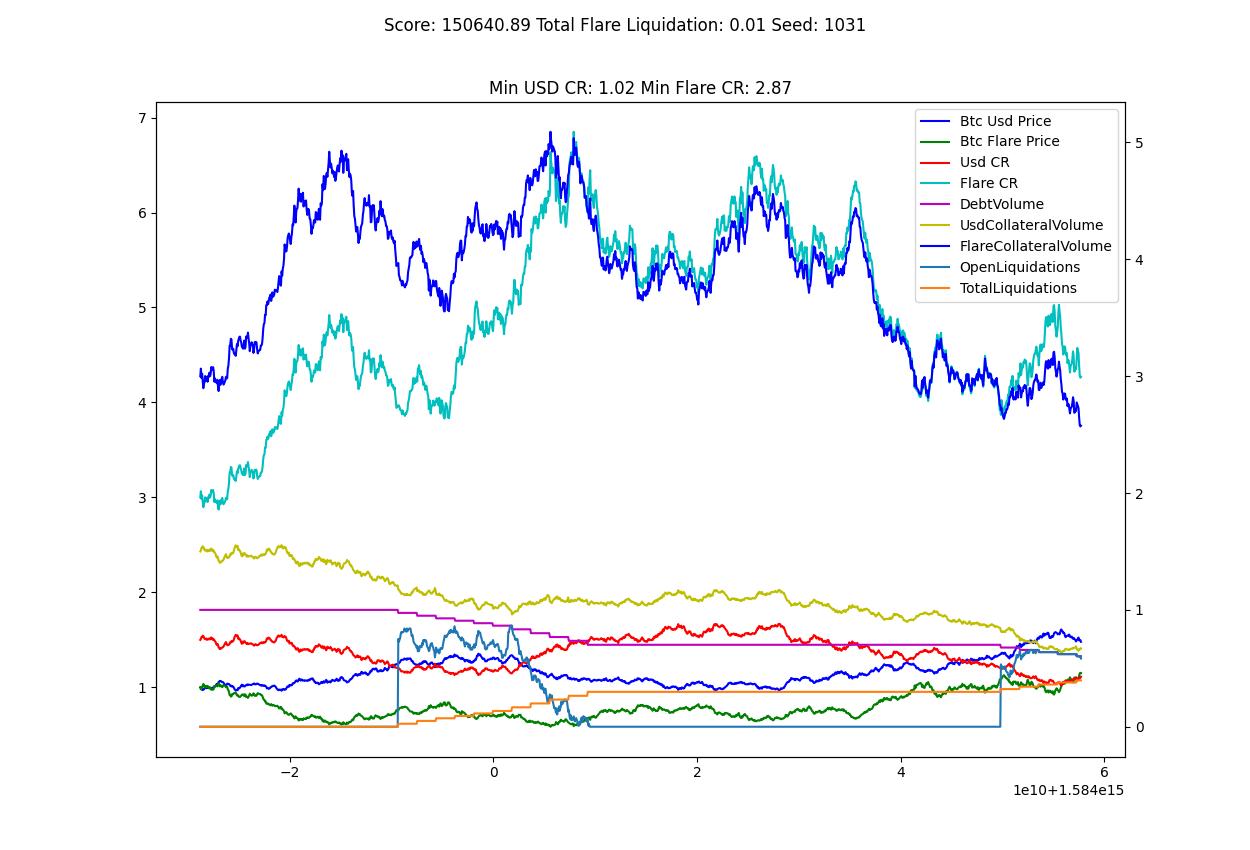 Score: 150640.89 Total Flare Liquidation: 0.01 Seed: 1031
Min USD CR: 1.02 Min Flare CR: 2.87
7
6
5
4
3
2
1
5
4
3
2
1
0
Btc Usd Price
Btc Flare Price
Usd CR
Flare CR
DebtVolume
UsdCollateralVolume
FlareCollateralVolume
OpenLiquidations
TotalLiquidations
−2 0 2 4 6
1e10+1.584e15